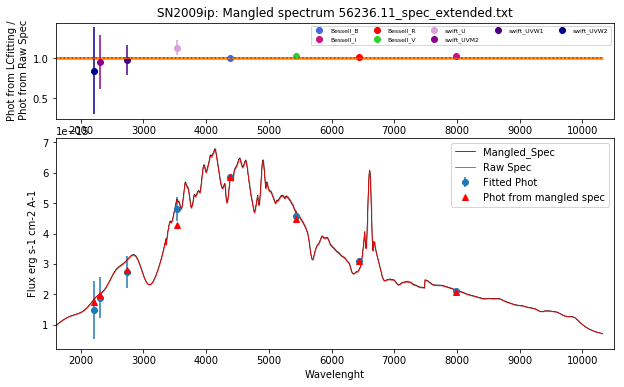 SN2009ip: Mangled spectrum 56236.11_spec_extended.txt
Phot from LCfitting /
Phot from Raw Spec
1.0
0.5
Bessell_B
Bessell_R
swift_U
swift_UVW1
swift_UVW2
Bessell_I
Bessell_V
swift_UVM2
2000 3000 4000 5000 6000 7000 8000 9000 10000
1e−15
Flux erg s-1 cm-2 A-1
7
6
5
4
3
2
1
Mangled_Spec
Raw Spec
Fitted Phot
Phot from mangled spec
2000 3000 4000 5000 6000 7000 8000 9000 10000
Wavelenght